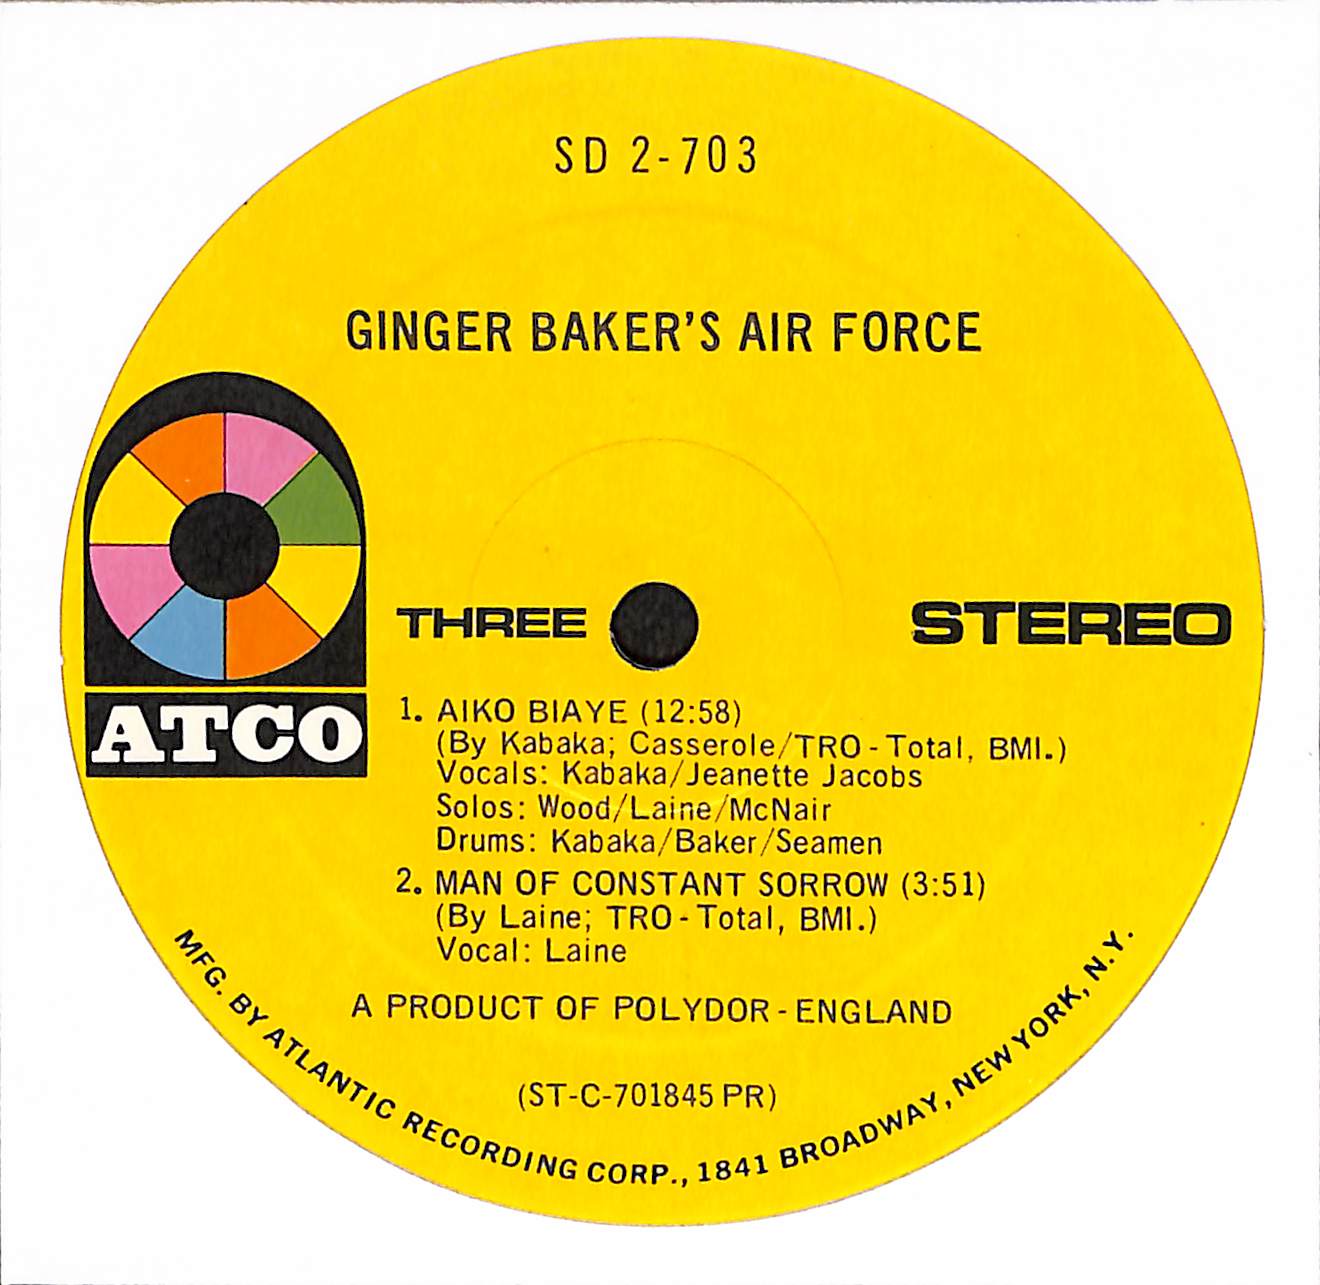 SD 2-703
GINGER BAKER'S AIR FORCE
THREE
STEREO
ATCO
1. AIKO BIAYE (12:58)
(By Kabaka; Casserole/TRO - Total, BMI.)
Vocals: Kabaka/Jeanette Jacobs
Solos: Wood/Laine/McNair
Drums: Kabaka/Baker/Seamen
2. MAN OF CONSTANT SORROW (3:51)
(By Laine; TRO - Total, BMI.)
Vocal: Laine
A PRODUCT OF POLYDOR - ENGLAND
(ST-C-701845 PR)
MFG. BY ATLANTIC RECORDING CORP., 1841 BROADWAY, NEW YORK, N.Y.